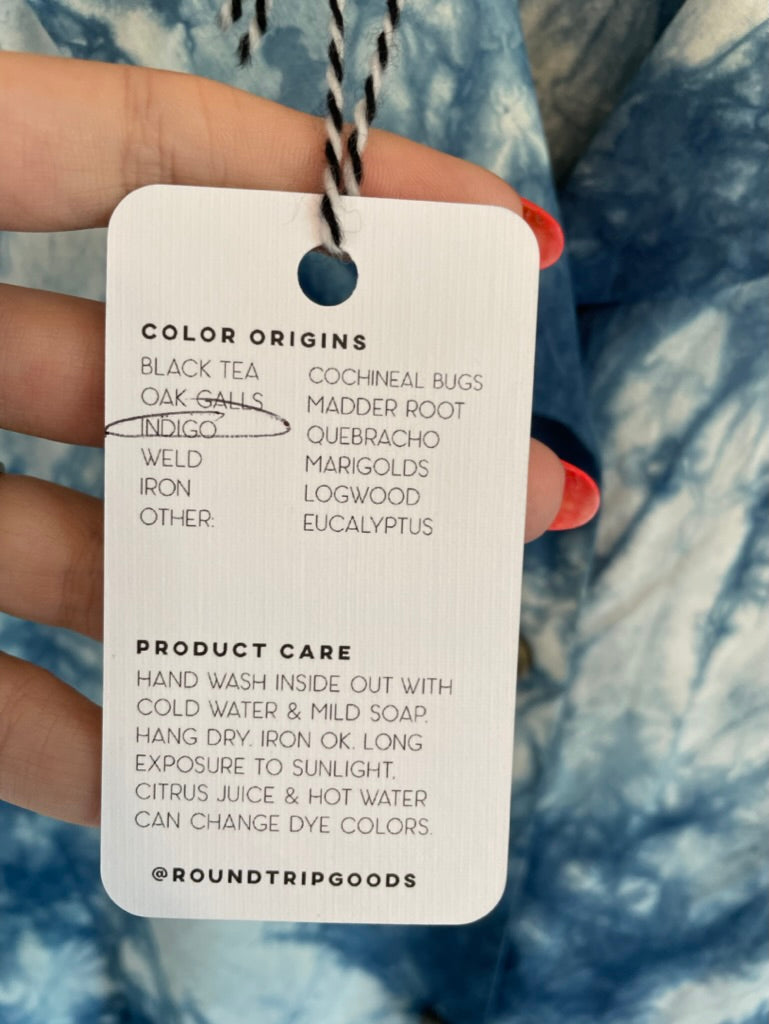 COLOR ORIGINS
BLACK TEA
OAK GALLS
INDIGO
WELD
IRON
OTHER:
COCHINEAL BUGS
MADDER ROOT
QUEBRACHO
MARIGOLDS
LOGWOOD
EUCALYPTUS
PRODUCT CARE
HAND WASH INSIDE OUT WITH
COLD WATER & MILD SOAP.
HANG DRY. IRON OK. LONG
EXPOSURE TO SUNLIGHT,
CITRUS JUICE & HOT WATER
CAN CHANGE DYE COLORS.
@ROUNDTRIPGOODS